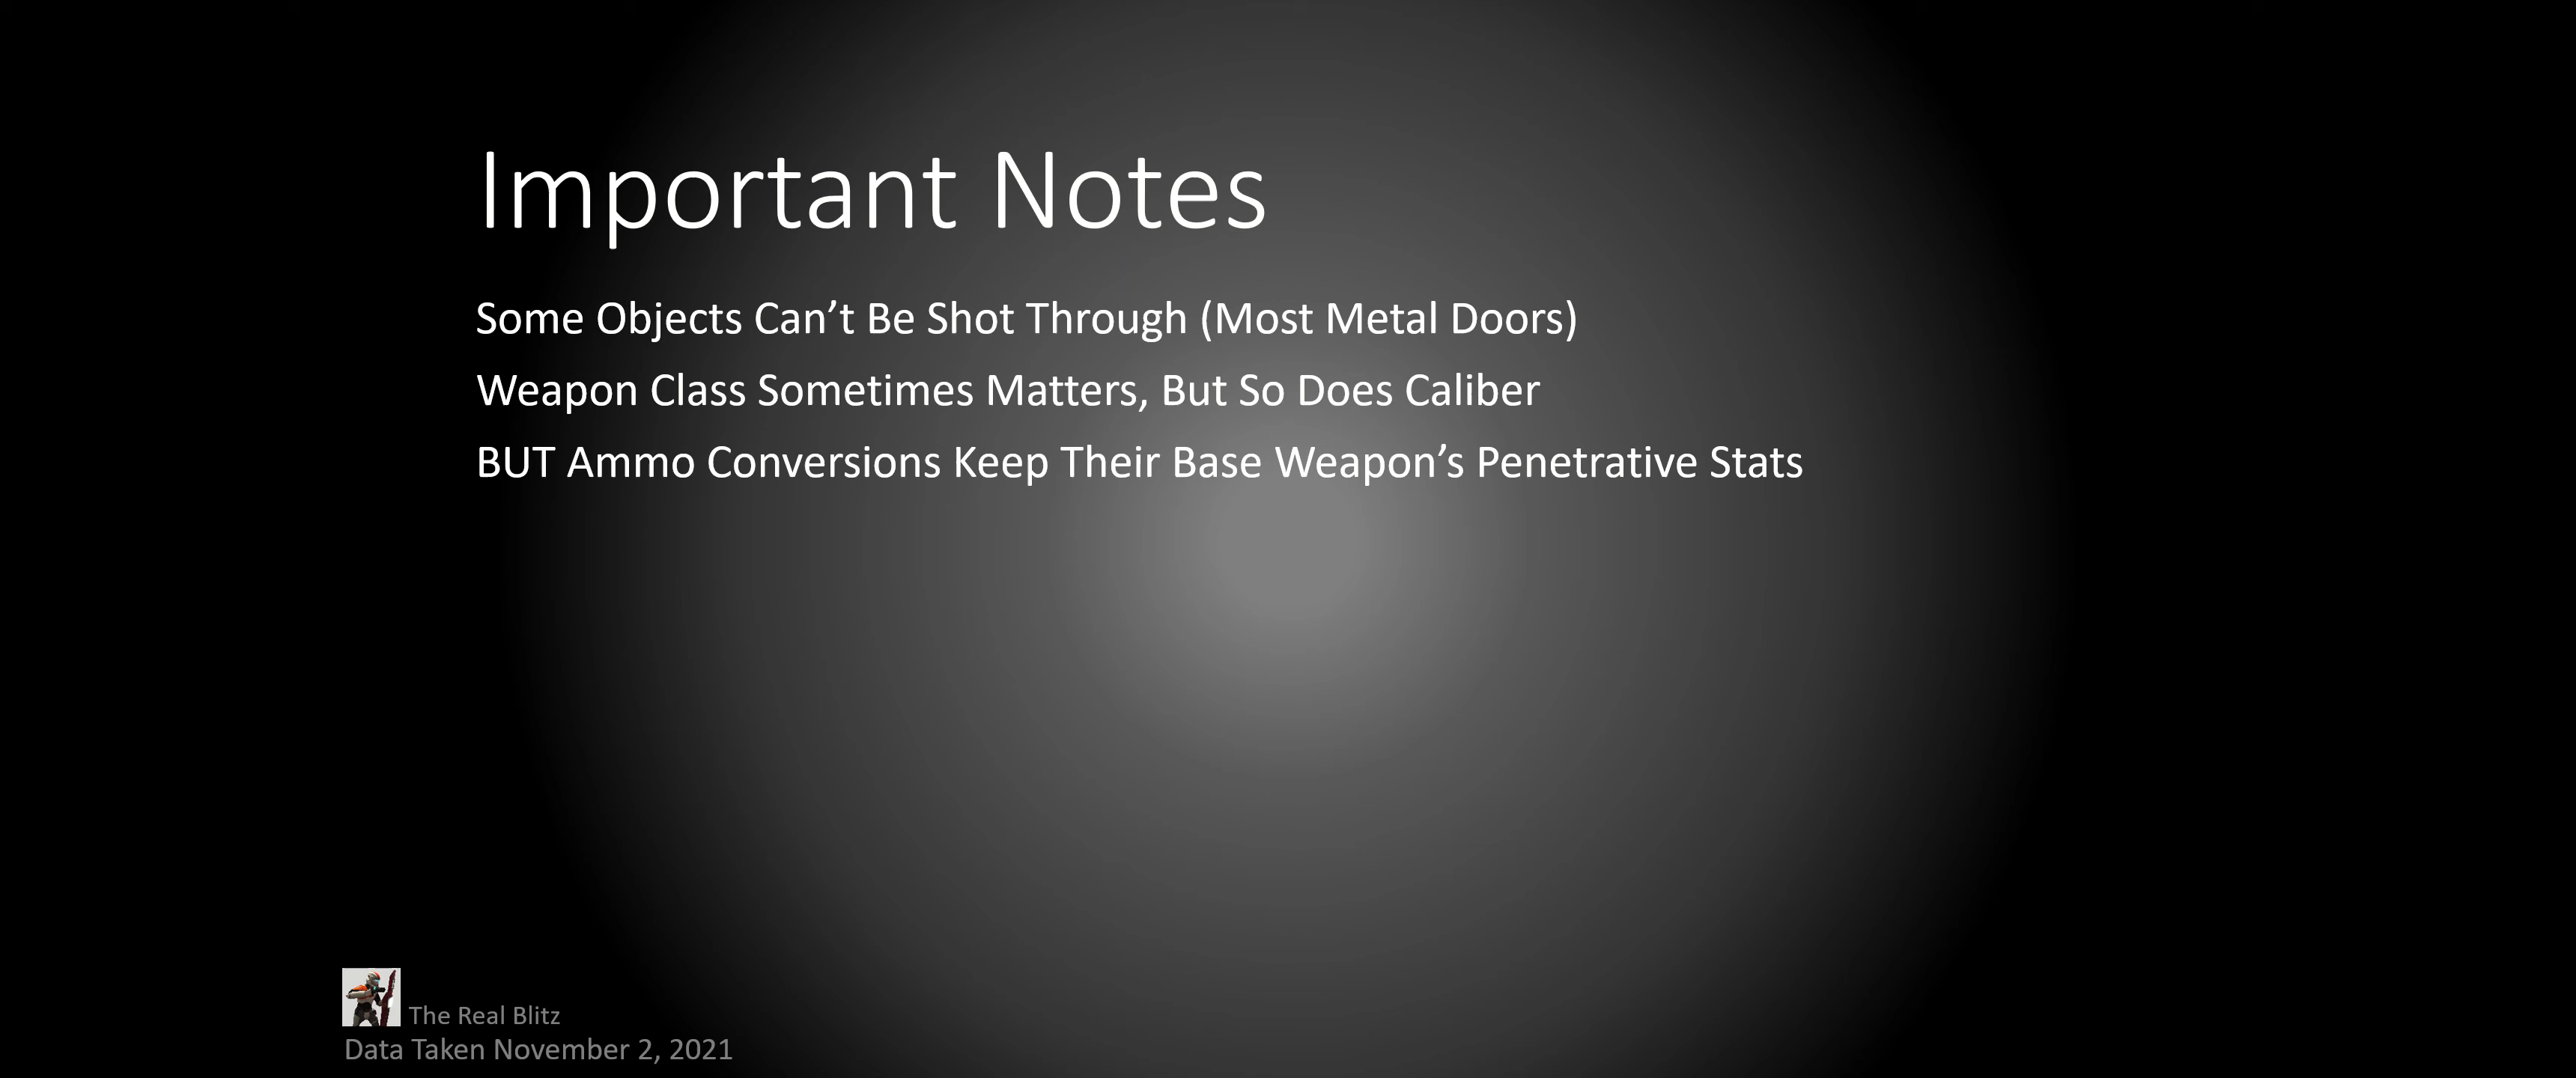 Important Notes
Some Objects Can’t Be Shot Through (Most Metal Doors)
Weapon Class Sometimes Matters, But So Does Caliber
BUT Ammo Conversions Keep Their Base Weapon’s Penetrative Stats
The Real Blitz
Data Taken November 2, 2021